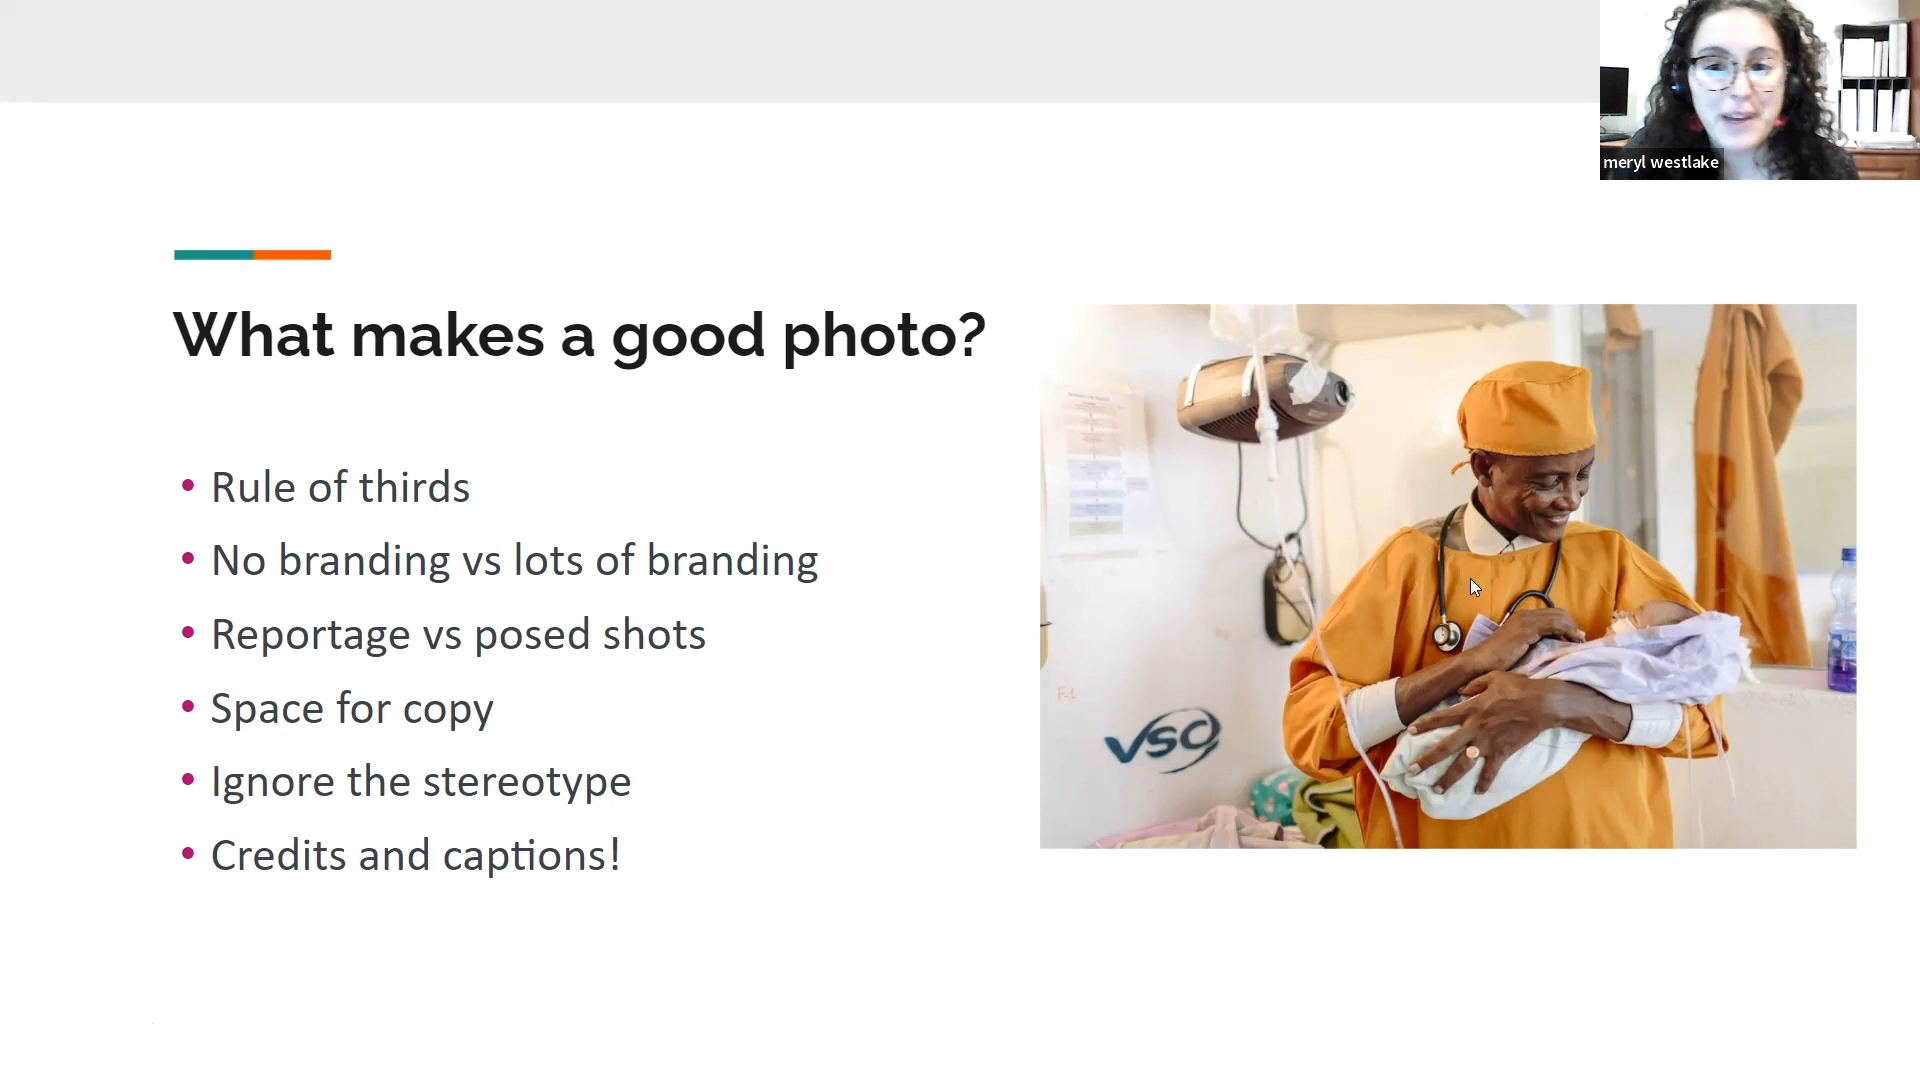 meryl westlake
What makes a good photo?
• Rule of thirds
• No branding vs lots of branding
• Reportage vs posed shots
• Space for copy
• Ignore the stereotype
• Credits and captions!
F-1
vso